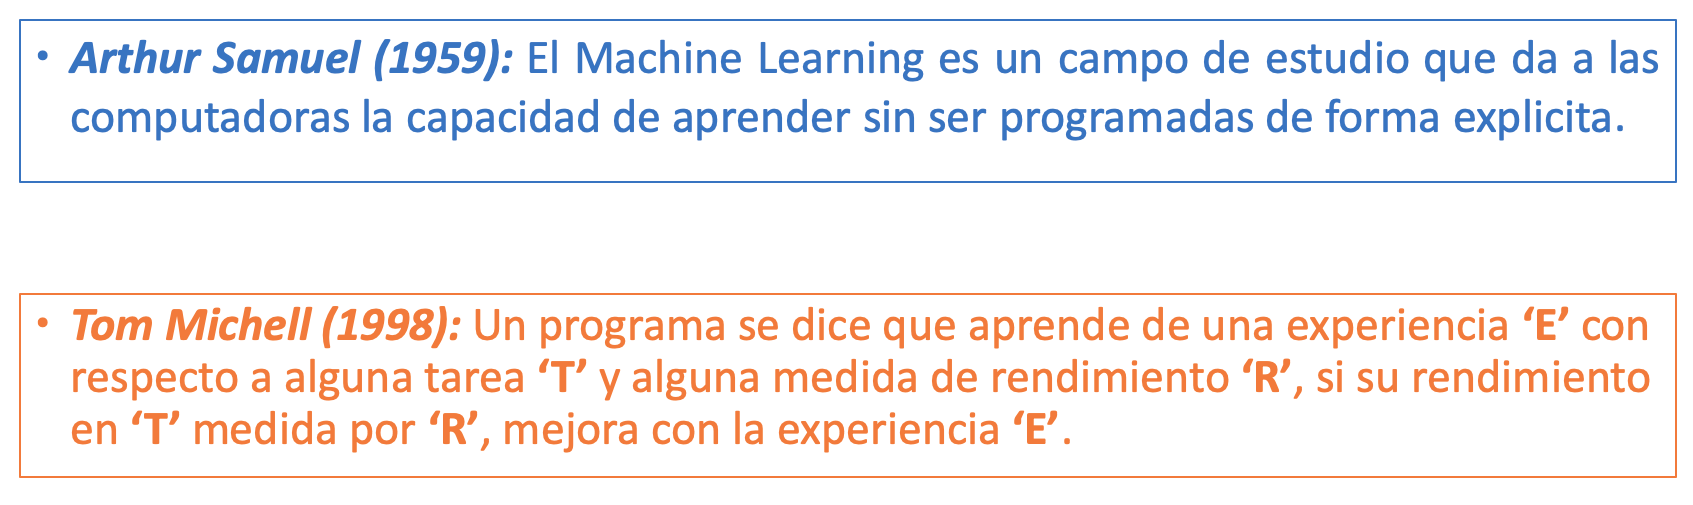 • Arthur Samuel (1959): El Machine Learning es un campo de estudio que da a las
computadoras la capacidad de aprender sin ser programadas de forma explicita.
• Tom Michell (1998): Un programa se dice que aprende de una experiencia ‘E’ con
respecto a alguna tarea ‘T’ y alguna medida de rendimiento ‘R’, si su rendimiento
en ‘T’ medida por ‘R’, mejora con la experiencia ‘E’.